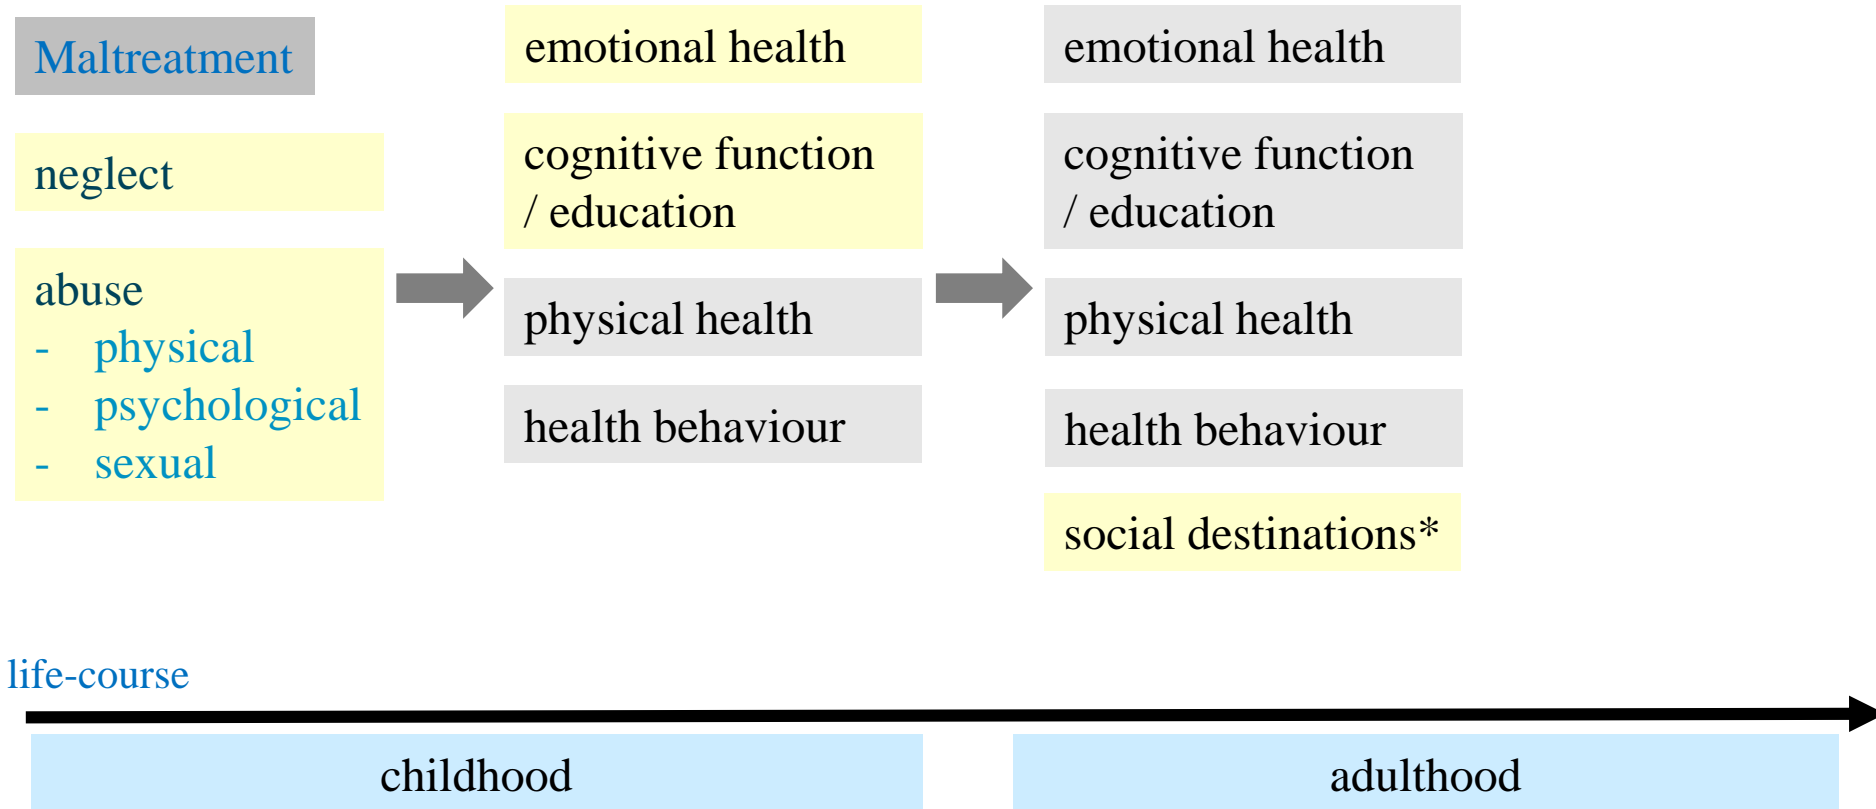 Maltreatment
neglect
abuse
- physical
- psychological
- sexual
emotional health
cognitive function
/ education
physical health
health behaviour
emotional health
cognitive function
/ education
physical health
health behaviour
social destinations*
life-course
childhood
adulthood